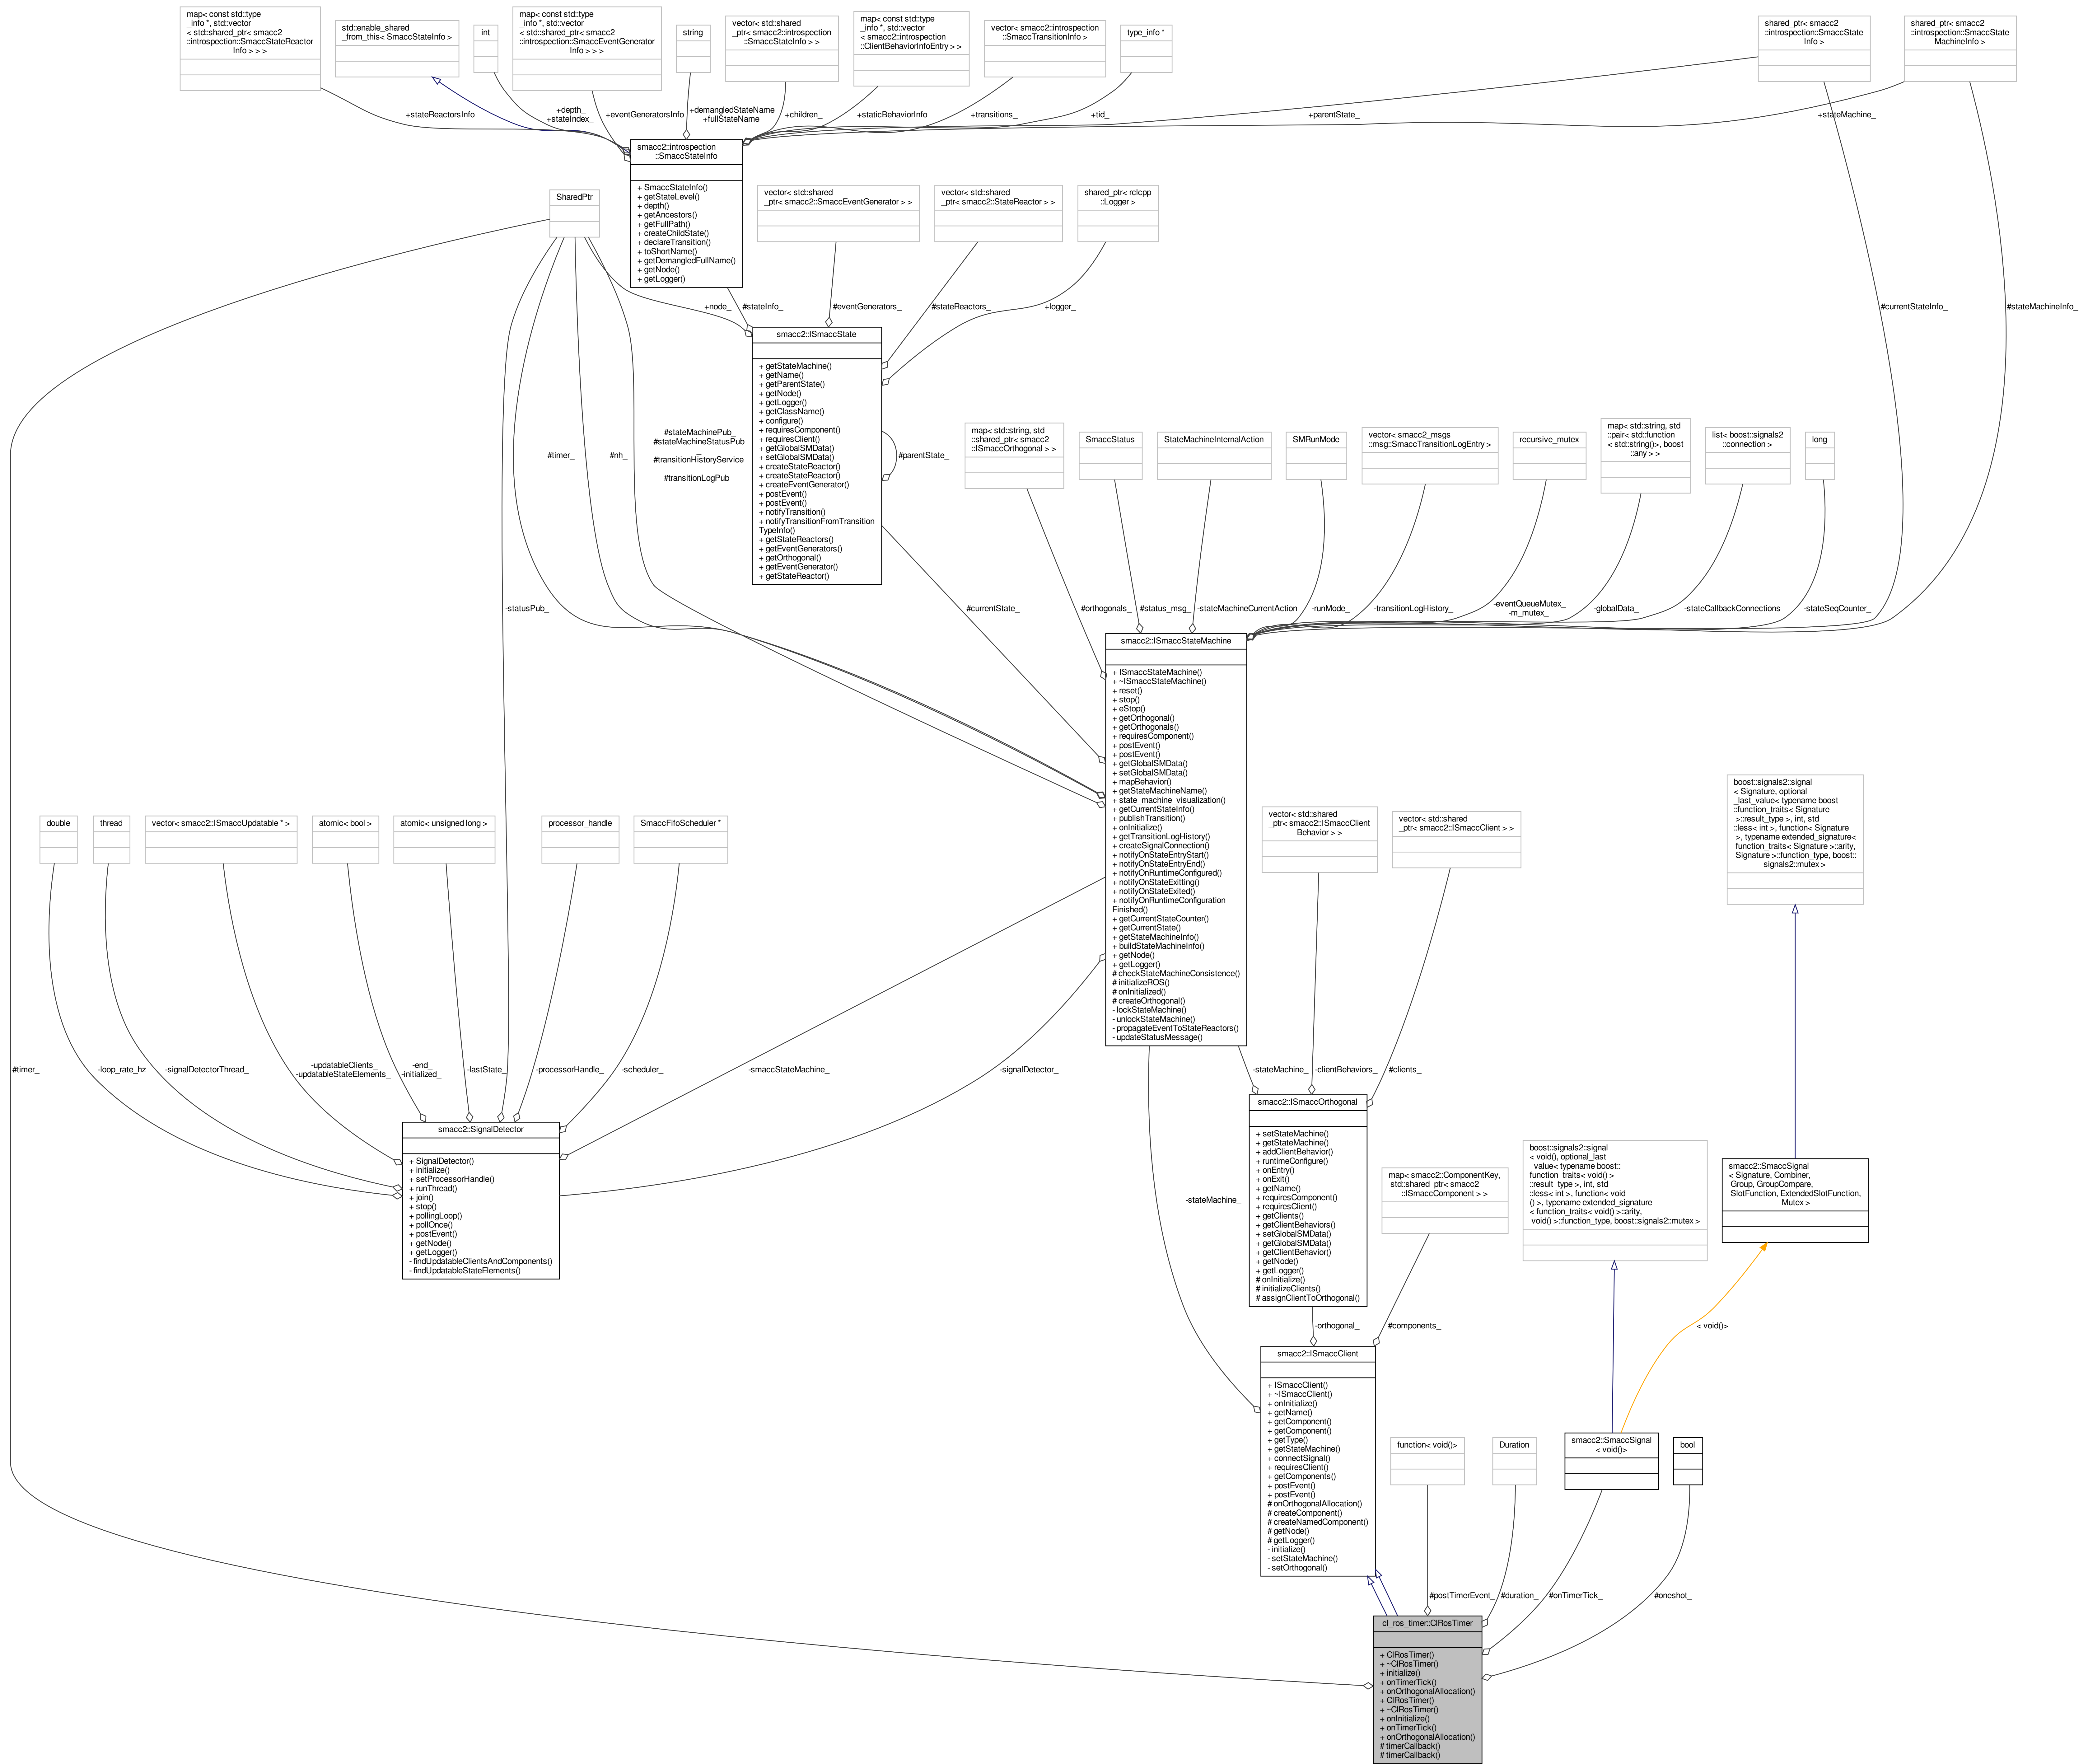 map< const std::type
_info *, std::vector
< std::shared_ptr< smacc2
::introspection::SmaccStateReactor
Info > > >
std::enable_shared
_from_this< SmaccStateInfo >
int
map< const std::type
_info *, std::vector
< std::shared_ptr< smacc2
::introspection::SmaccEventGenerator
Info > > >
string
vector< std::shared
_ptr< smacc2::introspection
::SmaccStateInfo > >
map< const std::type
_info *, std::vector
< smacc2::introspection
::ClientBehaviorInfoEntry > >
vector< smacc2::introspection
::SmaccTransitionInfo >
type_info *
shared_ptr< smacc2
::introspection::SmaccState
Info >
shared_ptr< smacc2
::introspection::SmaccState
MachineInfo >
+stateReactorsInfo
+depth_
+stateIndex_
+eventGeneratorsInfo
+demangledStateName
+fullStateName
+children_
+staticBehaviorInfo
+transitions_
+tid_
+parentState_
+stateMachine_
smacc2::introspection
::SmaccStateInfo
+ SmaccStateInfo()
+ getStateLevel()
+ depth()
+ getAncestors()
+ getFullPath()
+ createChildState()
+ declareTransition()
+ toShortName()
+ getDemangledFullName()
+ getNode()
+ getLogger()
SharedPtr
vector< std::shared
_ptr< smacc2::SmaccEventGenerator > >
vector< std::shared
_ptr< smacc2::StateReactor > >
shared_ptr< rclcpp
::Logger >
+node_
#stateInfo_
#eventGenerators_
#stateReactors_
+logger_
#currentStateInfo_
#stateMachineInfo_
smacc2::ISmaccState
+ getStateMachine()
+ getName()
+ getParentState()
+ getNode()
+ getLogger()
+ getClassName()
+ configure()
+ requiresComponent()
+ requiresClient()
+ getGlobalSMData()
+ setGlobalSMData()
+ createStateReactor()
+ createStateReactor()
+ createEventGenerator()
+ postEvent()
+ postEvent()
+ notifyTransition()
+ notifyTransitionFromTransition
TypeInfo()
+ getStateReactors()
+ getEventGenerators()
+ getOrthogonal()
+ getEventGenerator()
+ getStateReactor()
#parentState_
#timer_
#nh_
#stateMachinePub_
#stateMachineStatusPub
_
#transitionHistoryService
_
#transitionLogPub_
map< std::string, std
::shared_ptr< smacc2
::ISmaccOrthogonal > >
SmaccStatus
StateMachineInternalAction
SMRunMode
vector< smacc2_msgs
::msg::SmaccTransitionLogEntry >
recursive_mutex
map< std::string, std
::pair< std::function
< std::string()>, boost
::any > >
list< boost::signals2
::connection >
long
-statusPub_
#currentState_
#orthogonals_
#status_msg_
-stateMachineCurrentAction
-runMode_
-transitionLogHistory_
-eventQueueMutex_
-m_mutex_
-globalData_
-stateCallbackConnections
-stateSeqCounter_
smacc2::ISmaccStateMachine
+ ISmaccStateMachine()
+ ~ISmaccStateMachine()
+ reset()
+ stop()
+ eStop()
+ getOrthogonal()
+ getOrthogonals()
+ requiresComponent()
+ postEvent()
+ postEvent()
+ getGlobalSMData()
+ setGlobalSMData()
+ mapBehavior()
+ getStateMachineName()
+ state_machine_visualization()
+ getCurrentStateInfo()
+ publishTransition()
+ onInitialize()
+ getTransitionLogHistory()
+ createSignalConnection()
+ notifyOnStateEntryStart()
+ notifyOnStateEntryEnd()
+ notifyOnRuntimeConfigured()
+ notifyOnStateExitting()
+ notifyOnStateExited()
+ notifyOnRuntimeConfiguration
Finished()
+ getCurrentStateCounter()
+ getCurrentState()
+ getStateMachineInfo()
+ buildStateMachineInfo()
+ getNode()
+ getLogger()
# checkStateMachineConsistence()
# initializeROS()
# onInitialized()
# createOrthogonal()
- lockStateMachine()
- unlockStateMachine()
- propagateEventToStateReactors()
- updateStatusMessage()
double
thread
vector< smacc2::ISmaccUpdatable * >
atomic< bool >
atomic< unsigned long >
processor_handle
SmaccFifoScheduler *
vector< std::shared
_ptr< smacc2::ISmaccClient
Behavior > >
vector< std::shared
_ptr< smacc2::ISmaccClient > >
boost::signals2::signal
< Signature, optional
_last_value< typename boost
::function_traits< Signature
>::result_type >, int, std
::less< int >, function< Signature
>, typename extended_signature<
function_traits< Signature >::arity,
Signature >::function_type, boost::
signals2::mutex >
#timer_
-loop_rate_hz
-signalDetectorThread_
-updatableClients_
-updatableStateElements_
-end_
-initialized_
-lastState_
-processorHandle_
-scheduler_
-smaccStateMachine_
-signalDetector_
-stateMachine_
-clientBehaviors_
#clients_
smacc2::SignalDetector
+ SignalDetector()
+ initialize()
+ setProcessorHandle()
+ runThread()
+ join()
+ stop()
+ pollingLoop()
+ pollOnce()
+ postEvent()
+ getNode()
+ getLogger()
- findUpdatableClientsAndComponents()
- findUpdatableStateElements()
smacc2::ISmaccOrthogonal
+ setStateMachine()
+ getStateMachine()
+ addClientBehavior()
+ runtimeConfigure()
+ onEntry()
+ onExit()
+ getName()
+ requiresComponent()
+ requiresClient()
+ getClients()
+ getClientBehaviors()
+ setGlobalSMData()
+ getGlobalSMData()
+ getClientBehavior()
+ getNode()
+ getLogger()
# onInitialize()
# initializeClients()
# assignClientToOrthogonal()
map< smacc2::ComponentKey,
std::shared_ptr< smacc2
::ISmaccComponent > >
boost::signals2::signal
< void(), optional_last
_value< typename boost::
function_traits< void() >
::result_type >, int, std
::less< int >, function< void
() >, typename extended_signature
< function_traits< void() >::arity,
void() >::function_type, boost::signals2::mutex >
smacc2::SmaccSignal
< Signature, Combiner,
Group, GroupCompare,
SlotFunction, ExtendedSlotFunction,
Mutex >
-stateMachine_
-orthogonal_
#components_
< void()>
smacc2::ISmaccClient
+ ISmaccClient()
+ ~ISmaccClient()
+ onInitialize()
+ getName()
+ getComponent()
+ getComponent()
+ getType()
+ getStateMachine()
+ connectSignal()
+ requiresClient()
+ getComponents()
+ postEvent()
+ postEvent()
# onOrthogonalAllocation()
# createComponent()
# createNamedComponent()
# getNode()
# getLogger()
- initialize()
- setStateMachine()
- setOrthogonal()
function< void()>
Duration
smacc2::SmaccSignal
< void()>
bool
#postTimerEvent_
#duration_
#onTimerTick_
#oneshot_
cl_ros_timer::ClRosTimer
+ ClRosTimer()
+ ~ClRosTimer()
+ initialize()
+ onTimerTick()
+ onOrthogonalAllocation()
+ ClRosTimer()
+ ~ClRosTimer()
+ onInitialize()
+ onTimerTick()
+ onOrthogonalAllocation()
# timerCallback()
# timerCallback()